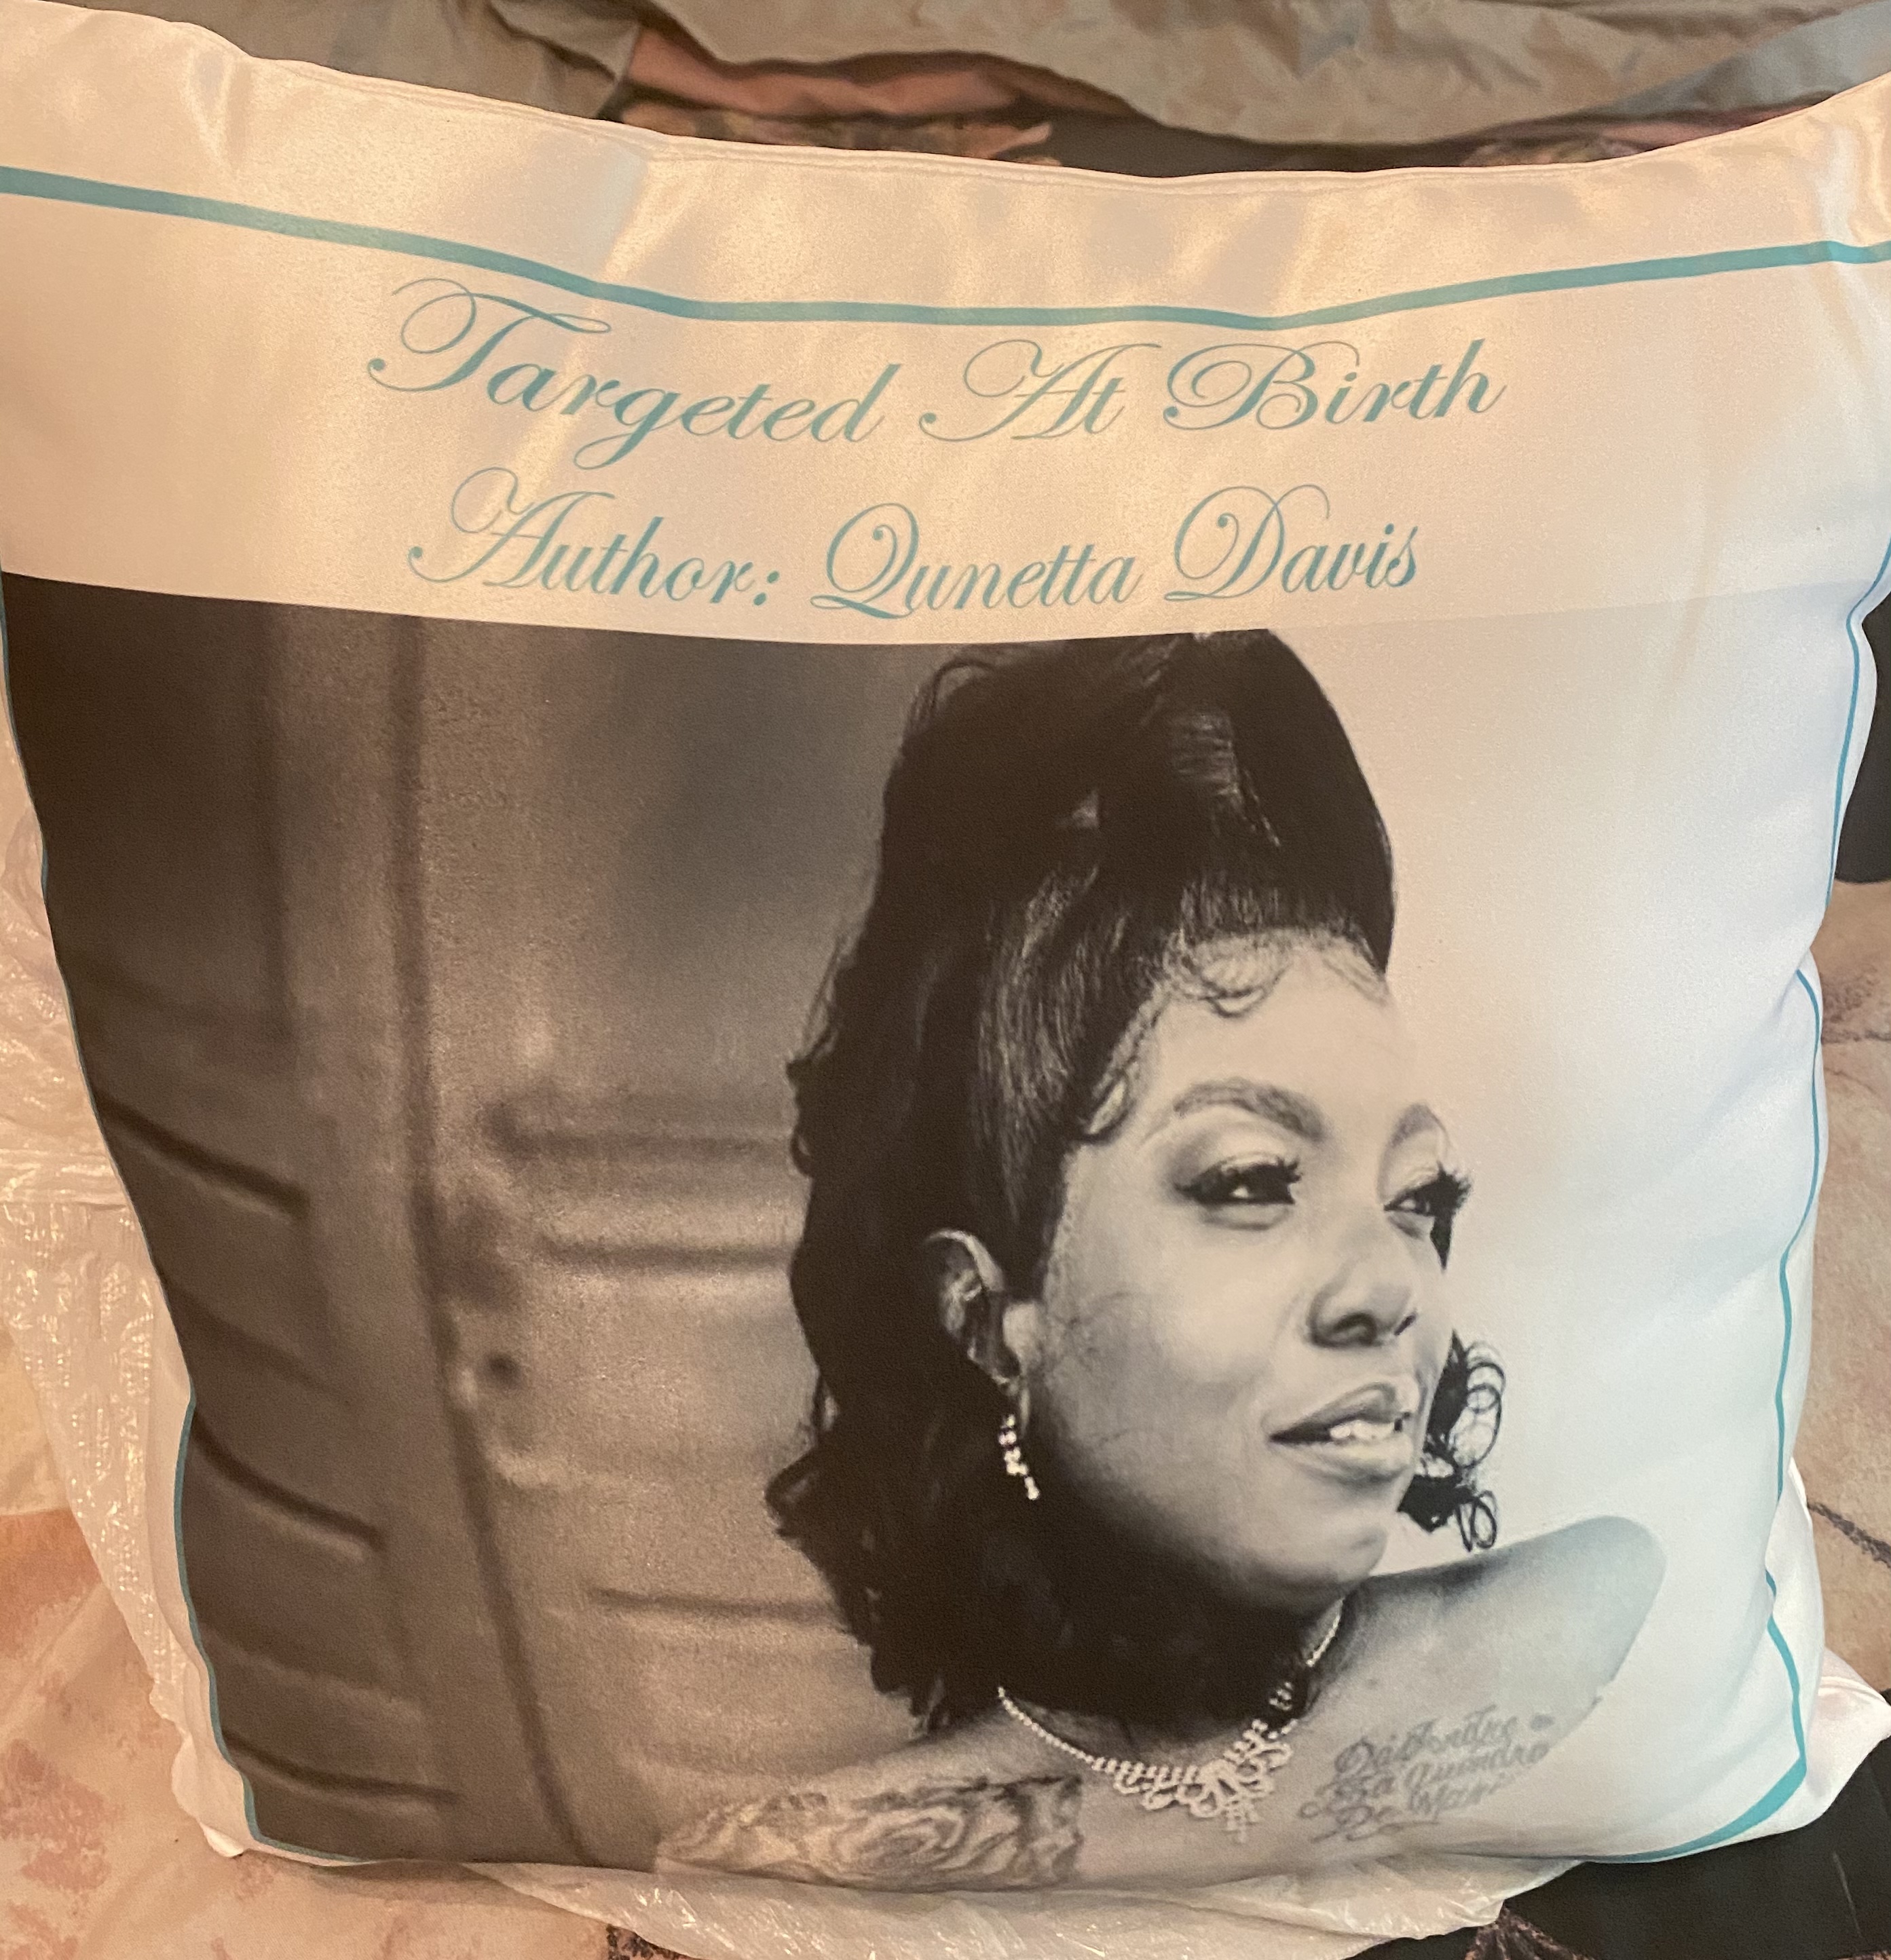 Targeted At Birth
Author: Qunetta Davis